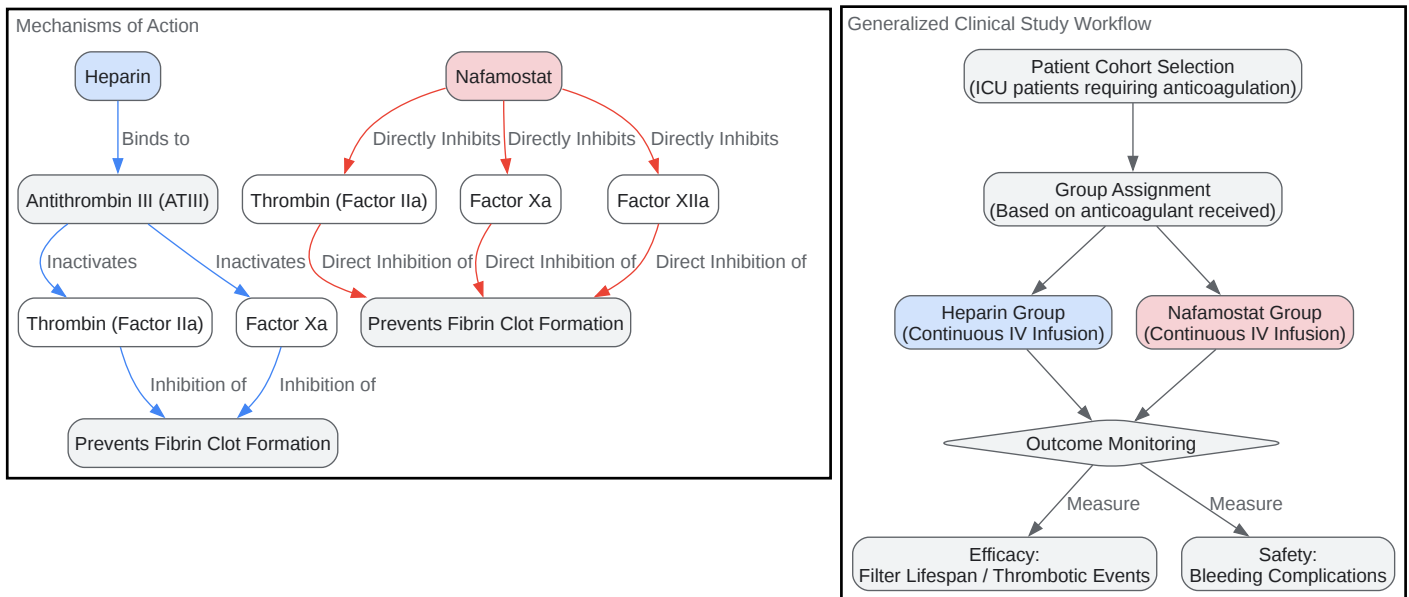 Mechanisms of Action
Heparin
Nafamostat
Binds to
Directly Inhibits
Directly Inhibits
Directly Inhibits
Antithrombin III (ATIII)
Thrombin (Factor IIa)
Factor Xa
Factor XIIa
Inactivates
Inactivates
Direct Inhibition of
Direct Inhibition of
Direct Inhibition of
Thrombin (Factor IIa)
Factor Xa
Prevents Fibrin Clot Formation
Inhibition of
Inhibition of
Prevents Fibrin Clot Formation
Generalized Clinical Study Workflow
Patient Cohort Selection
(ICU patients requiring anticoagulation)
Group Assignment
(Based on anticoagulant received)
Heparin Group
(Continuous IV Infusion)
Nafamostat Group
(Continuous IV Infusion)
Outcome Monitoring
Measure
Measure
Efficacy:
Filter Lifespan / Thrombotic Events
Safety:
Bleeding Complications